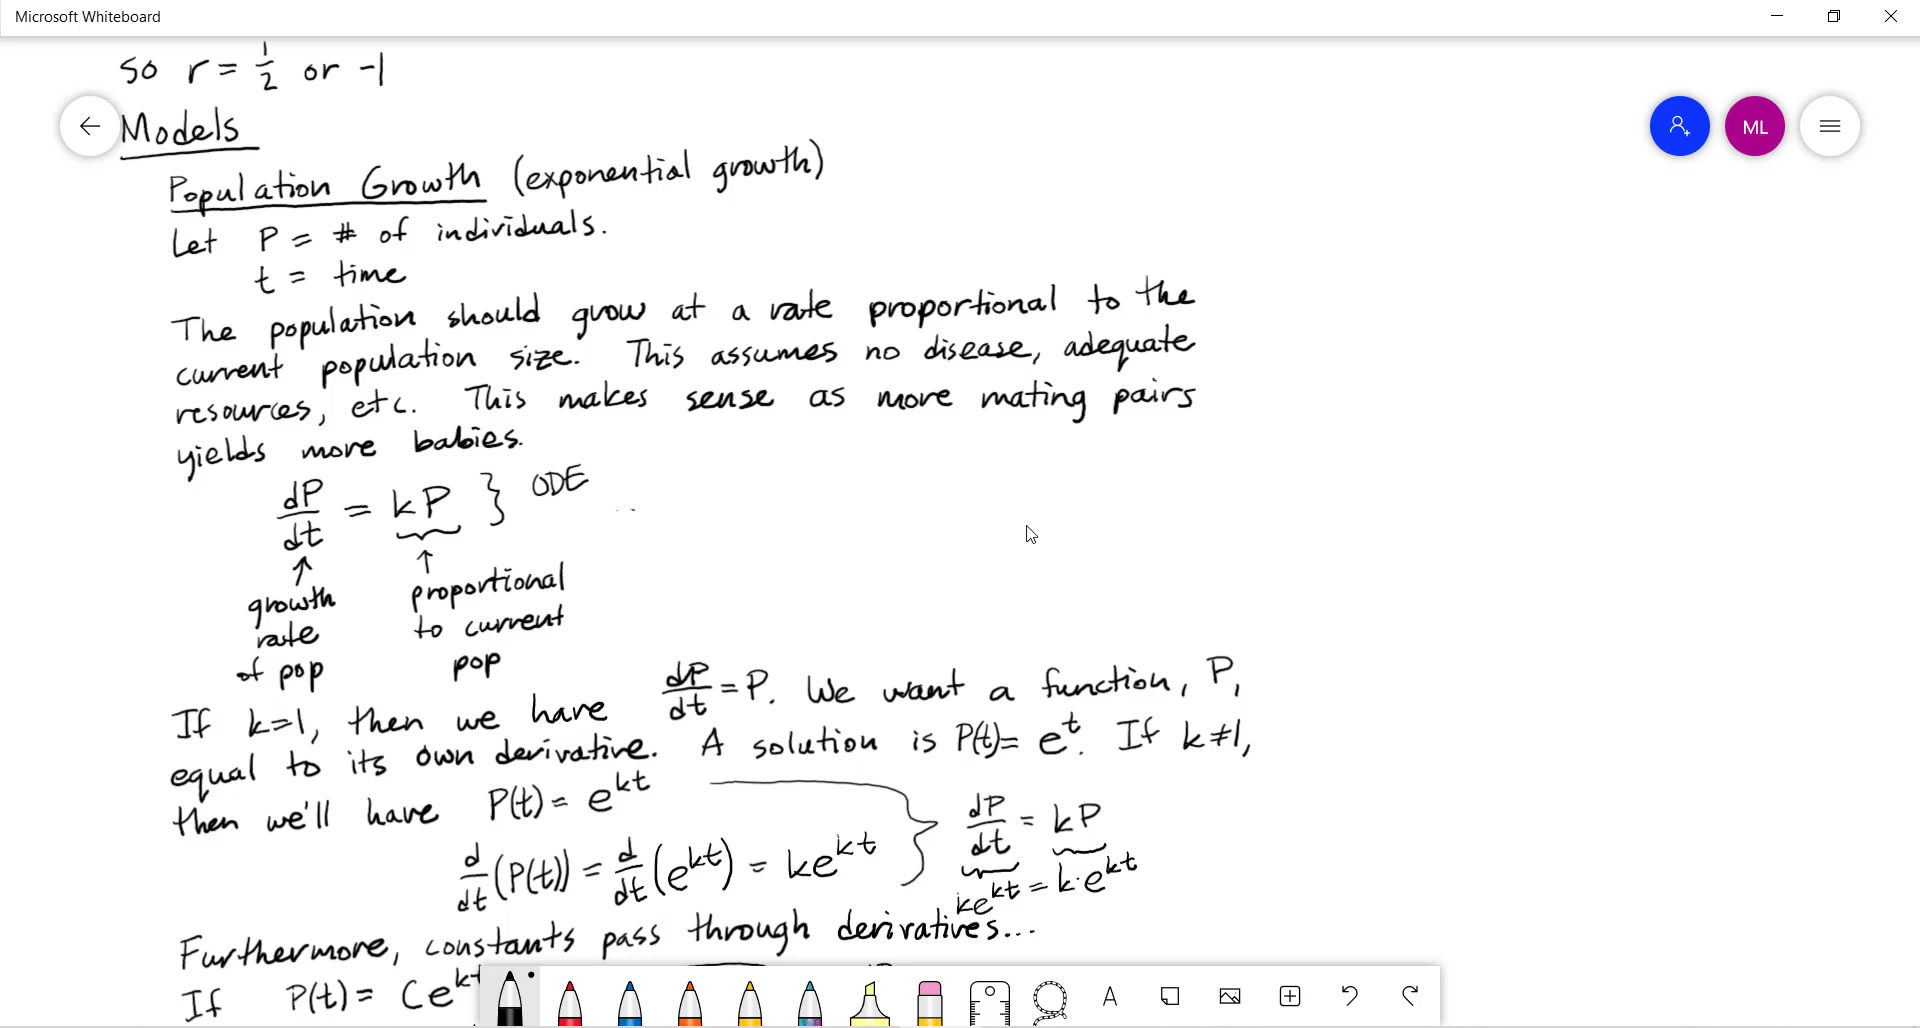 Microsoft Whiteboard
so r = 1/2 or -1
Models
ML
Population Growth (exponential growth)
Let P = # of individuals.
t = time
The population should grow at a rate proportional to the
current population size. This assumes no disease, adequate
resources, etc. This makes sense as more mating pairs
yields more babies.
dP/dt = kP } ODE
↑ growth rate of pop
↑ proportional to current pop
If k=1, then we have dP/dt = P. We want a function, P,
equal to its own derivative. A solution is P(t)= e^t. If k≠1,
then we'll have P(t)= e^kt
d/dt (P(t)) = d/dt (e^kt) = ke^kt } dP/dt = kP
ke^kt = k·e^kt
Furthermore, constants pass through derivatives...
If P(t) = Ce^kt
A